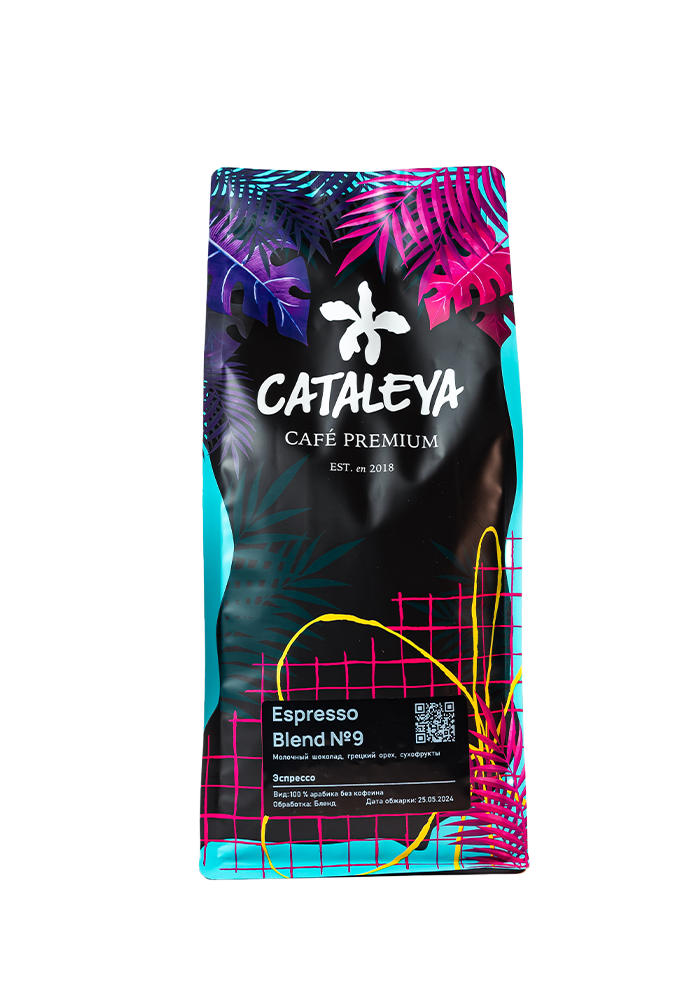 CATALEYA
CAFÉ PREMIUM
EST. en 2018
Espresso
Blend №9
Молочный шоколад, грецкий орех, сухофрукты
Эспрессо
Вид:100 % арабика без кофеина
Обработка: Бленд Дата обжарки: 25.05.2024